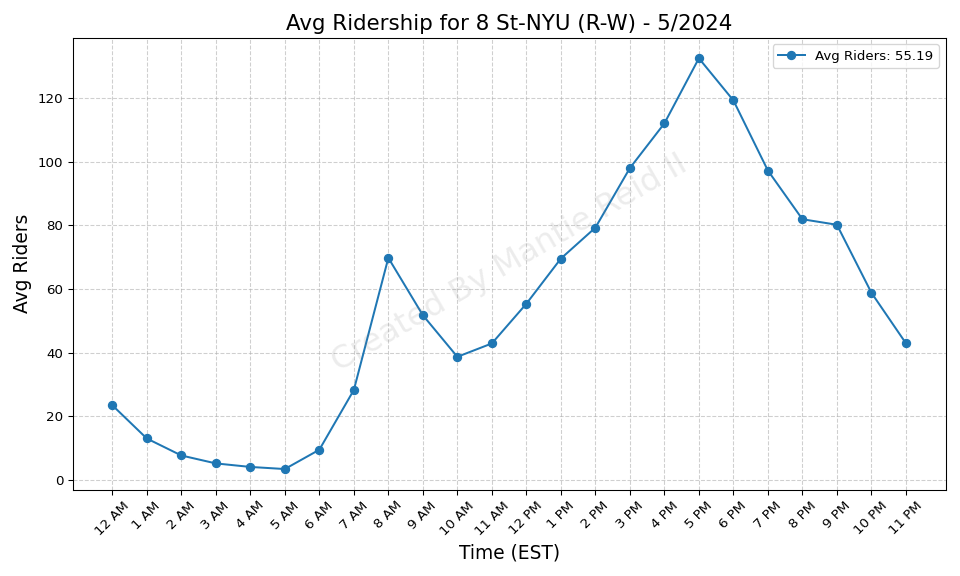 Avg Ridership for 8 St-NYU (R-W) - 5/2024
Avg Riders: 55.19
Avg Riders
120
100
80
60
40
20
0
Created By Mantie Reid II
12 AM
1 AM
2 AM
3 AM
4 AM
5 AM
6 AM
7 AM
8 AM
9 AM
10 AM
11 AM
12 PM
1 PM
2 PM
3 PM
4 PM
5 PM
6 PM
7 PM
8 PM
9 PM
10 PM
11 PM
Time (EST)